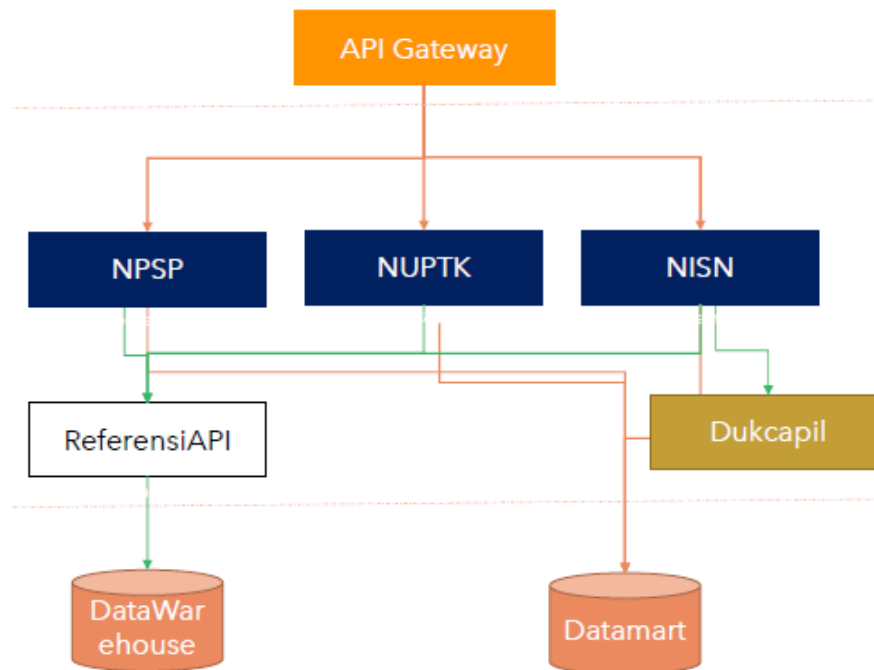 API Gateway
NPSP
NUPTK
NISN
ReferensiAPI
Dukcapil
DataWar
ehouse
Datamart